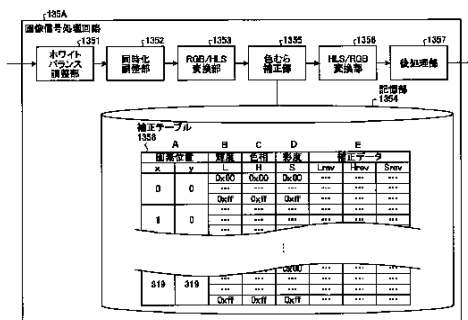 135A
画像信号処理回路
1351
1352
1353
1355
1356
1357
ホワイト
バランス
調整部
同時化
調整部
RGB/HLS
変換部
色むら
補正部
HLS/RGB
変換部
後処理部
記憶部
1354
補正テーブル
1358
A B C D E
画素位置 輝度 色相 彩度 補正データ
x y L H S Lrev Hrev Srev
0x00 0x00 0x00 --- --- ---
0 0 --- --- --- --- --- ---
0xff 0xff 0xff --- --- ---
1 0 --- --- --- --- --- ---
0x00 --- --- ---
319 319 --- --- --- --- --- ---
0xff 0xff 0xff --- --- ---